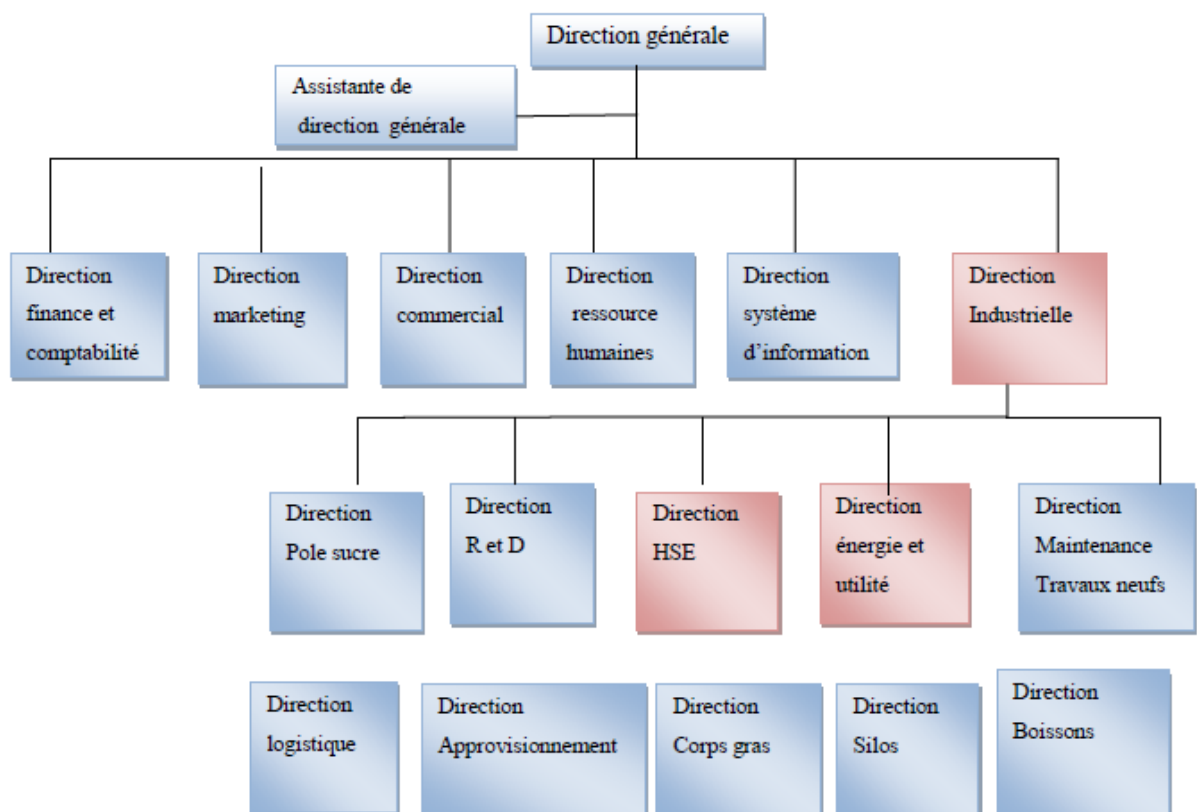 Direction générale
Assistante de
direction générale
Direction
finance et
comptabilité
Direction
marketing
Direction
commercial
Direction
ressource
humaines
Direction
système
d'information
Direction
Industrielle
Direction
Pole sucre
Direction
R et D
Direction
HSE
Direction
énergie et
utilité
Direction
Maintenance
Travaux neufs
Direction
logistique
Direction
Approvisionnement
Direction
Corps gras
Direction
Silos
Direction
Boissons